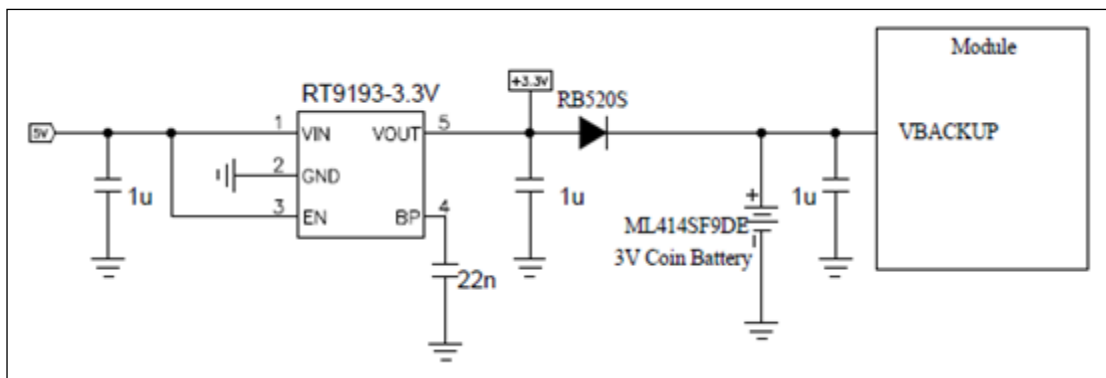 Module
+3.3V
RT9193-3.3V
RB520S
5V
1
VIN
VOUT
5
VBACKUP
2
GND
1u
1u
1u
3
EN
BP
4
+
ML414SF9DE
3V Coin Battery
22n